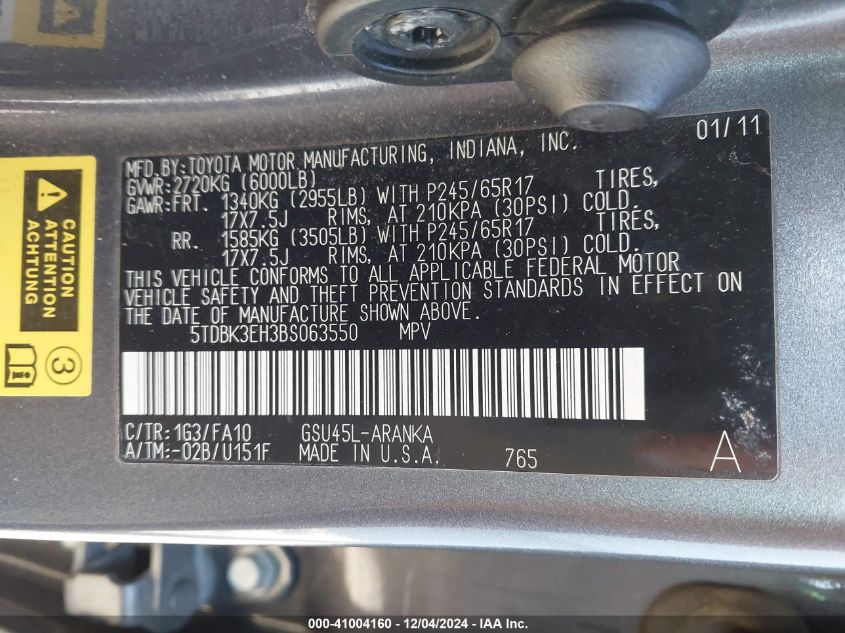 01/11
MFD.BY:TOYOTA MOTOR MANUFACTURING, INDIANA, INC.
GVWR:2720KG (6000LB)
GAWR:FRT. 1340KG (2955LB) WITH P245/65R17 TIRES,
17X7.5J RIMS, AT 210KPA (30PSI) COLD.
RR. 1585KG (3505LB) WITH P245/65R17 TIRES,
17X7.5J RIMS, AT 210KPA (30PSI) COLD.
THIS VEHICLE CONFORMS TO ALL APPLICABLE FEDERAL MOTOR
VEHICLE SAFETY AND THEFT PREVENTION STANDARDS IN EFFECT ON
THE DATE OF MANUFACTURE SHOWN ABOVE.
5TDBK3EH3BS063550 MPV
C/TR:1G3/FA10 GSU45L-ARANKA
A/TM:-02B/U151F MADE IN U.S.A. 765 A
CAUTION
ATTENTION
ACHTUNG
3
000-41004160 - 12/04/2024 - IAA Inc.